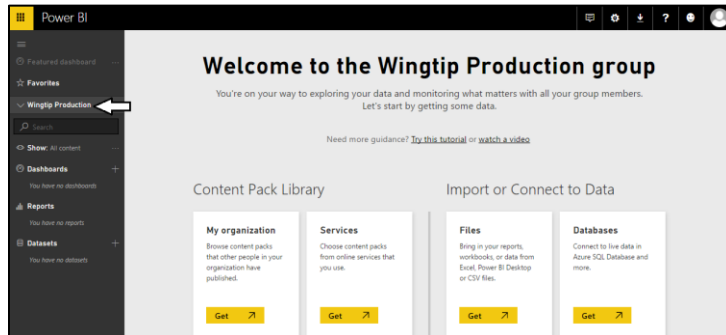 Power BI
?
Featured dashboard ...
Favorites
Wingtip Production
Search
Show: All content ...
Dashboards +
You have no dashboards
Reports
You have no reports
Datasets +
You have no datasets
Welcome to the Wingtip Production group
You're on your way to exploring your data and monitoring what matters with all your group members.
Let's start by getting some data.
Need more guidance? Try this tutorial or watch a video
Content Pack Library
My organization
Browse content packs
that other people in your
organization have
published.
Get
Services
Choose content packs
from online services that
you use.
Get
Import or Connect to Data
Files
Bring in your reports,
workbooks, or data from
Excel, Power BI Desktop
or CSV files.
Get
Databases
Connect to live data in
Azure SQL Database and
more.
Get